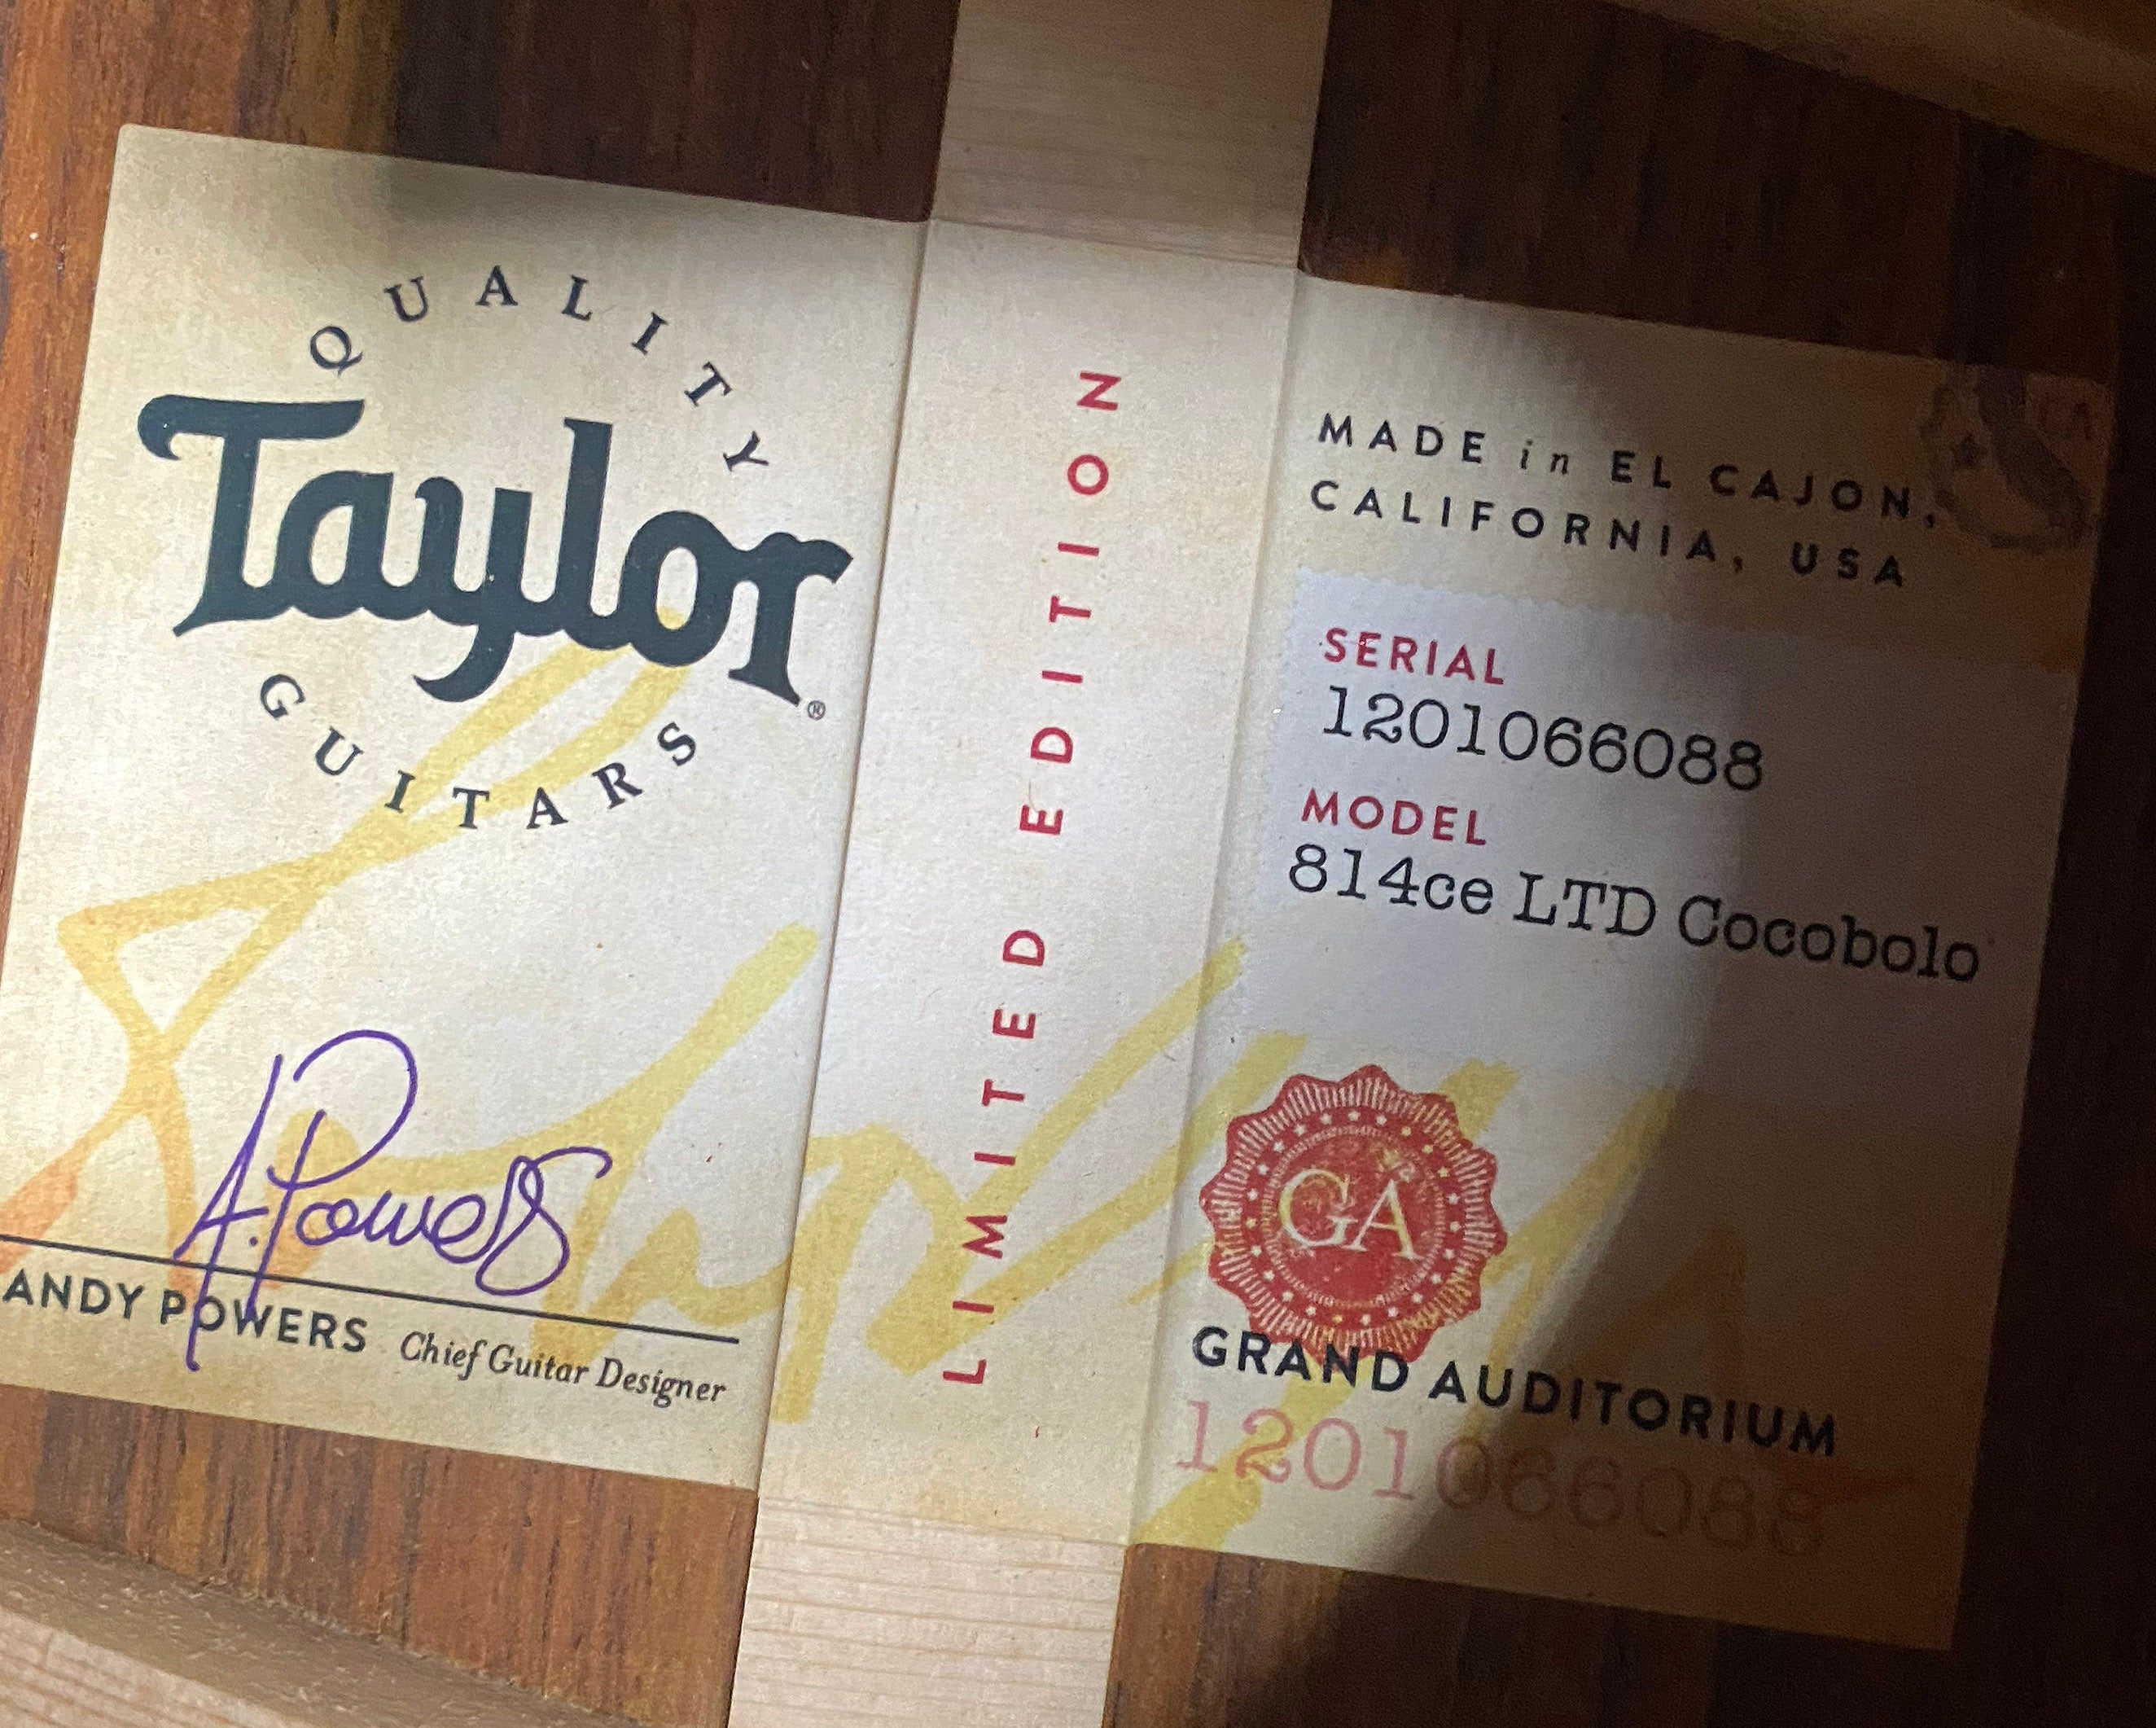 QUALITY
Taylor®
GUITARS
A. Powers
ANDY POWERS Chief Guitar Designer
LIMITED EDITION
MADE in EL CAJON,
CALIFORNIA, USA
SERIAL
1201066088
MODEL
814ce LTD Cocobolo
GA
GRAND AUDITORIUM
1201066088